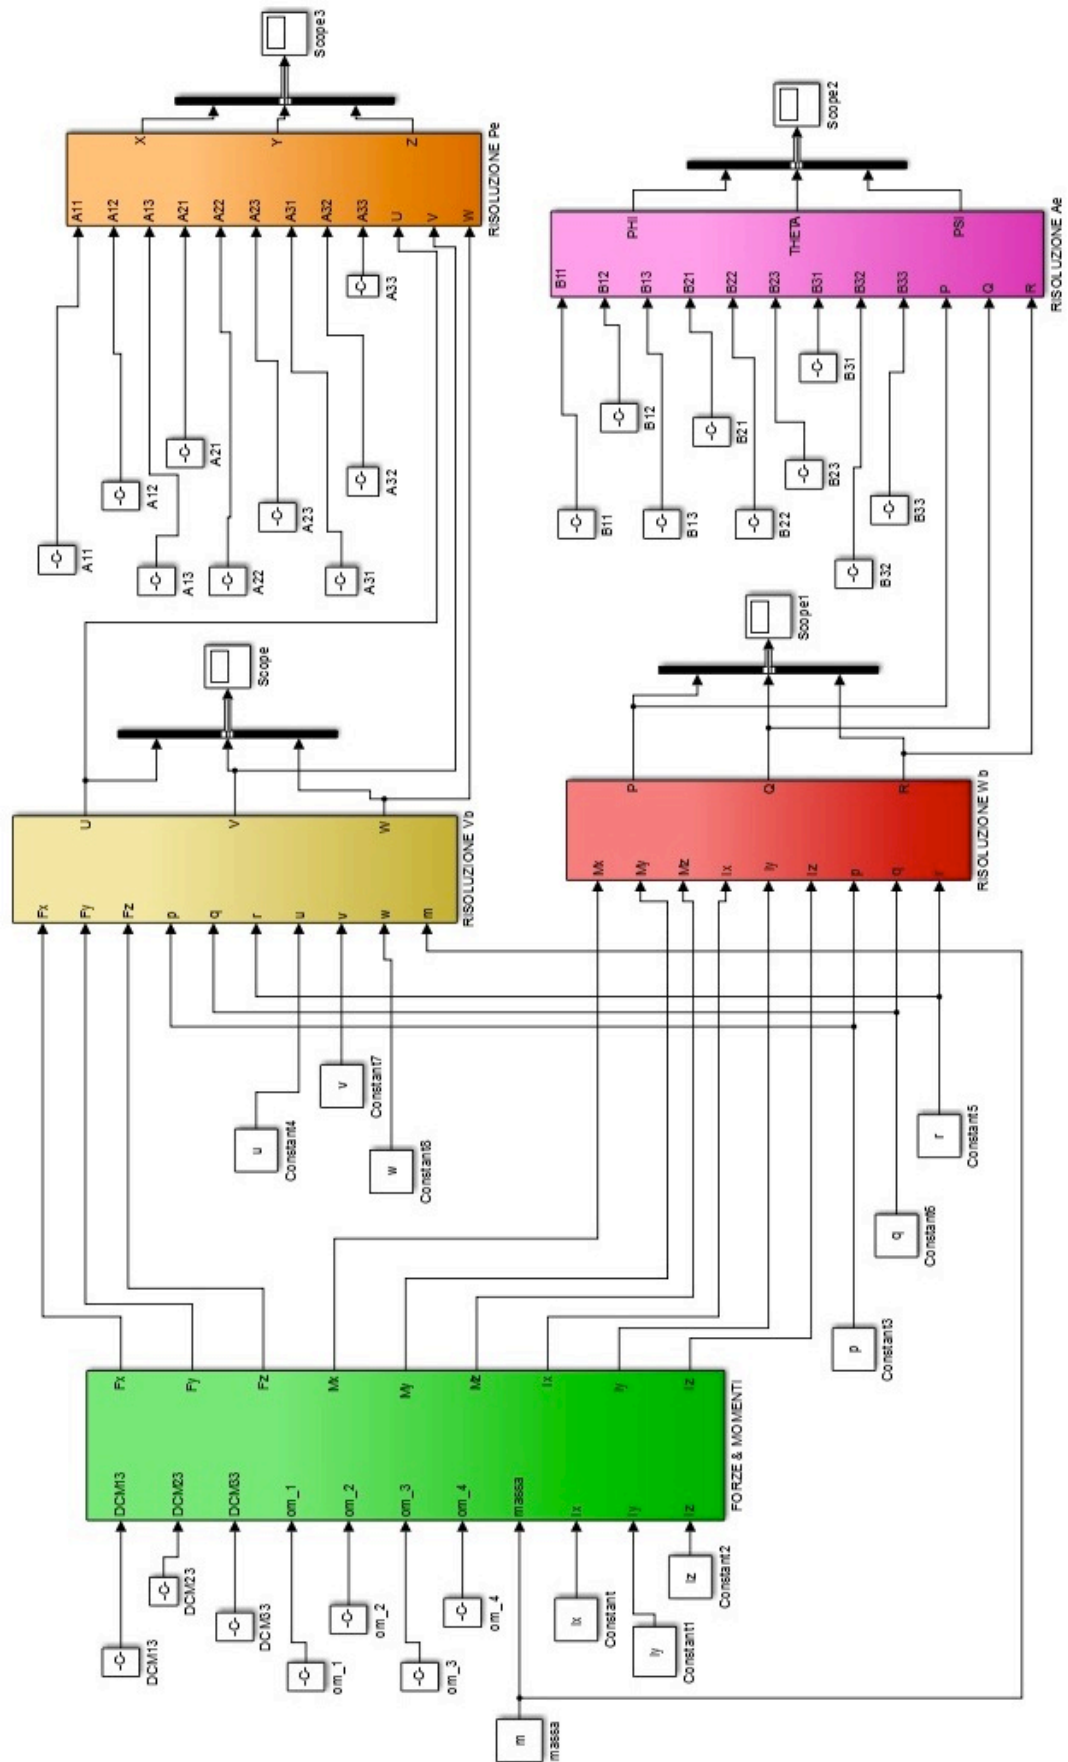 DCM13
DCM13
DCM23
DCM23
DCM33
DCM33
om_1
om_1
om_2
om_2
om_3
om_3
om_4
om_4
m
massa
massa
Ix
Constant
Ix
Iy
Constant1
Iy
Iz
Constant2
Iz
-C-
-C-
-C-
-C-
-C-
-C-
-C-
Fx
Fy
Fz
Mx
My
Mz
Ix
Iy
Iz
FORZE & MOMENTI
u
Constant4
v
Constant7
w
Constant8
p
Constant3
q
Constant6
r
Constant5
Fx
Fy
Fz
p
q
r
u
v
w
m
U
V
W
RISOLUZIONE Vb
Scope
Mx
My
Mz
Ix
Iy
Iz
p
q
r
P
Q
R
RISOLUZIONE Wb
Scope1
-C-
A11
-C-
A12
-C-
A13
-C-
A21
-C-
A22
-C-
A23
-C-
A31
-C-
A32
-C-
A33
A11
A12
A13
A21
A22
A23
A31
A32
A33
U
V
W
X
Y
Z
RISOLUZIONE Pe
Scope3
-C-
B11
-C-
B12
-C-
B13
-C-
B21
-C-
B22
-C-
B23
-C-
B31
-C-
B32
-C-
B33
B11
B12
B13
B21
B22
B23
B31
B32
B33
P
Q
R
PHI
THETA
PSI
RISOLUZIONE Ae
Scope2